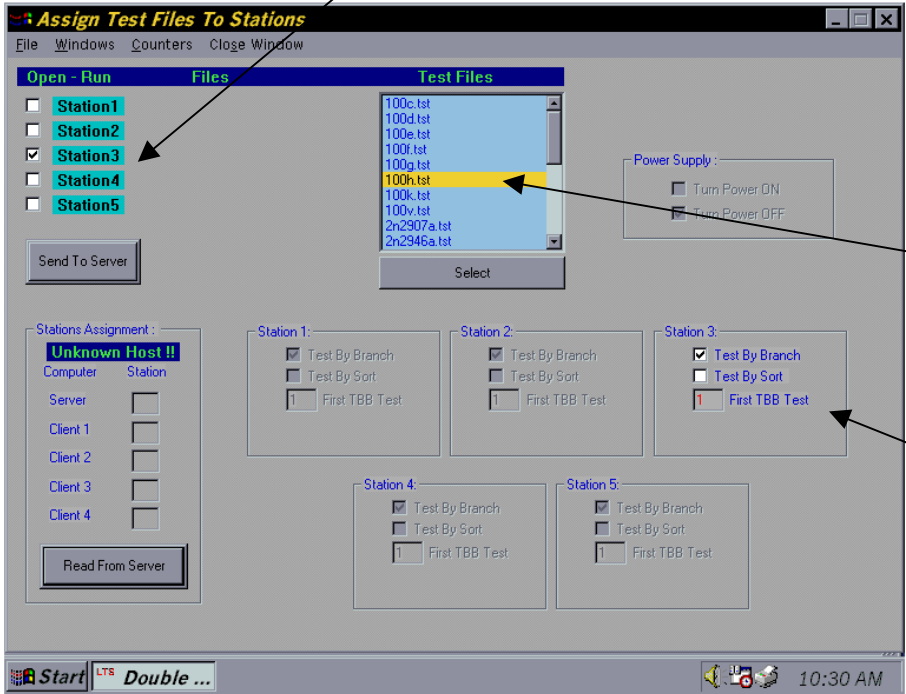 Assign Test Files To Stations
File Windows Counters Close Window
Open - Run Files Test Files
Station1
Station2
Station3
Station4
Station5
100c.tst
100d.tst
100e.tst
100f.tst
100g.tst
100h.tst
100k.tst
100v.tst
2n2907a.tst
2n2946a.tst
Select
Send To Server
Power Supply :
Turn Power ON
Turn Power OFF
Stations Assignment :
Unknown Host !!
Computer Station
Server
Client 1
Client 2
Client 3
Client 4
Read From Server
Station 1:
Test By Branch
Test By Sort
1 First TBB Test
Station 2:
Test By Branch
Test By Sort
1 First TBB Test
Station 3:
Test By Branch
Test By Sort
1 First TBB Test
Station 4:
Test By Branch
Test By Sort
1 First TBB Test
Station 5:
Test By Branch
Test By Sort
1 First TBB Test
Start LTS Double ... 10:30 AM